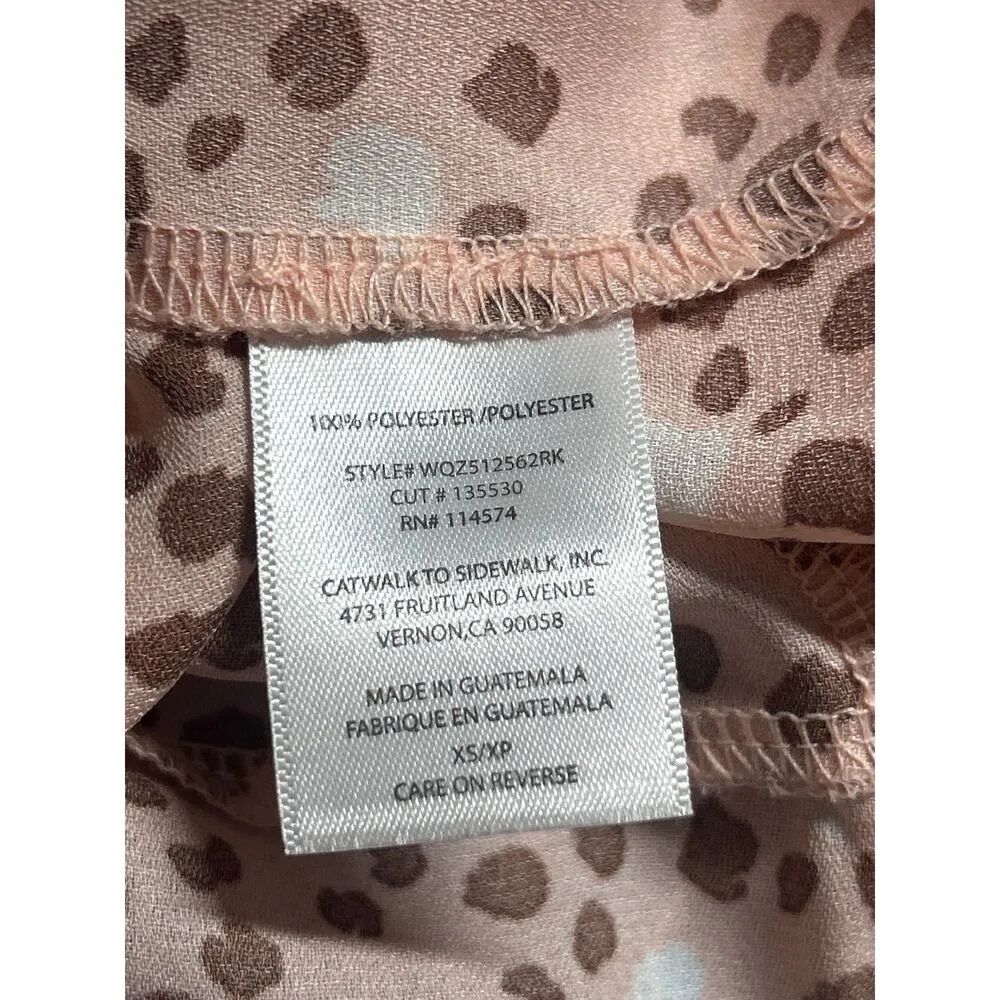 100% POLYESTER /POLYESTER
STYLE# WQZ512562RK
CUT # 135530
RN# 114574
CATWALK TO SIDEWALK, INC.
4731 FRUITLAND AVENUE
VERNON,CA 90058
MADE IN GUATEMALA
FABRIQUE EN GUATEMALA
XS/XP
CARE ON REVERSE